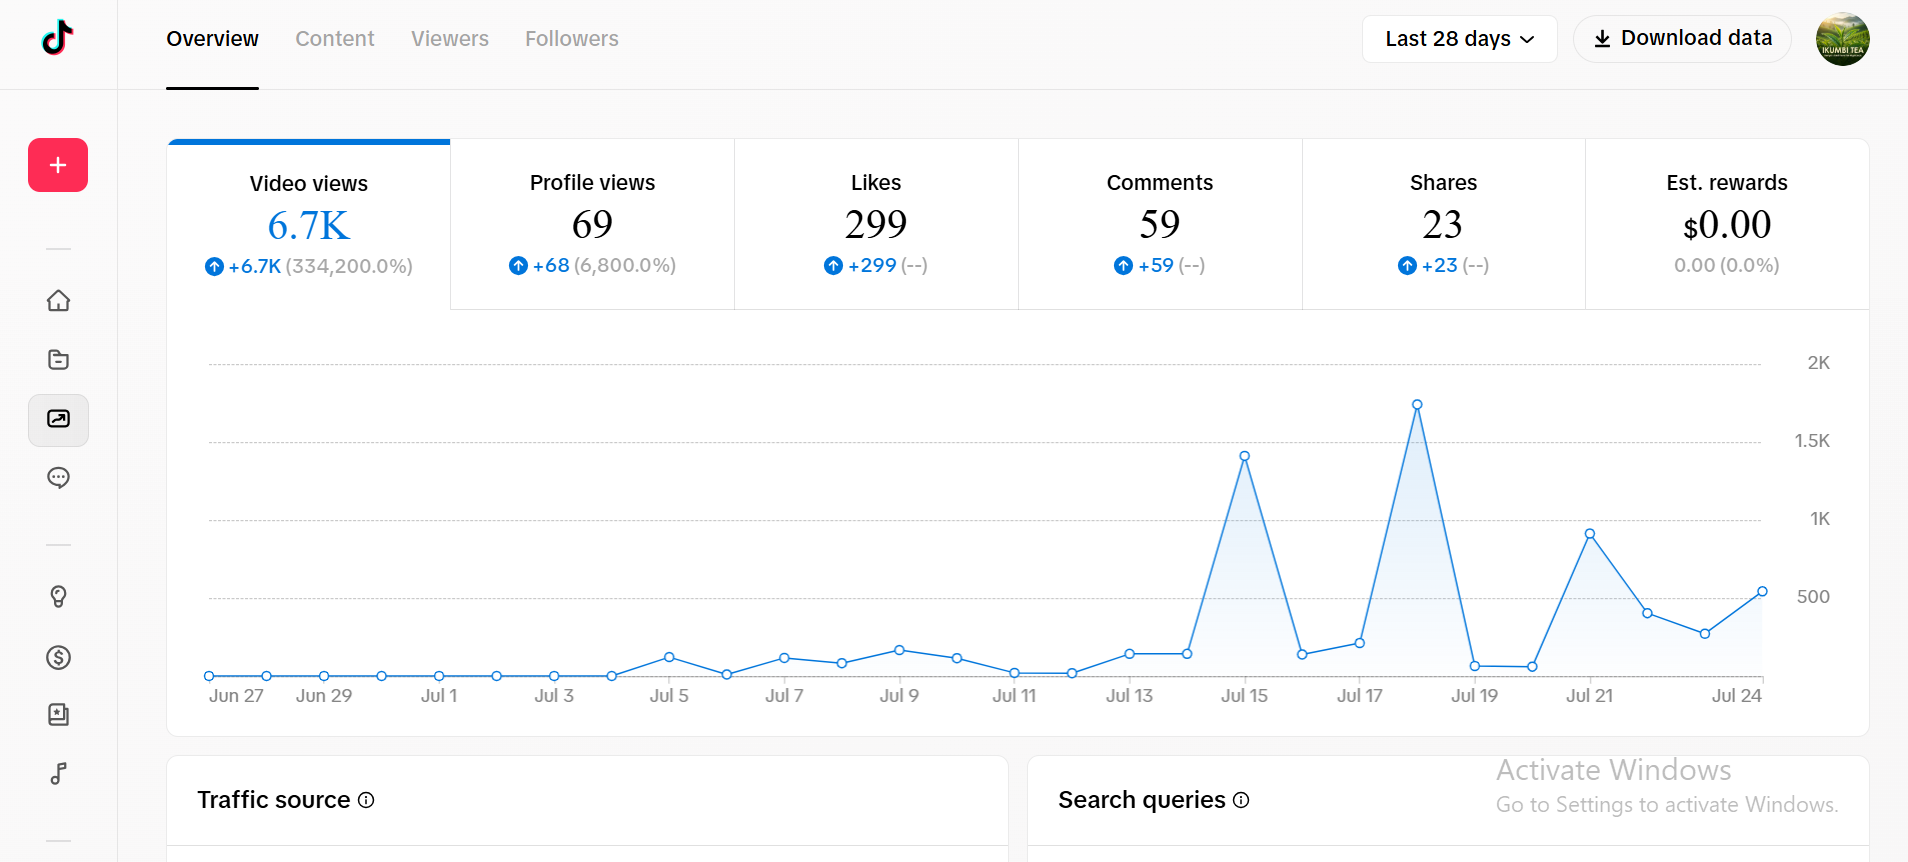 Overview Content Viewers Followers Last 28 days Download data
IKUMBI TEA
Video views Profile views Likes Comments Shares Est. rewards
6.7K 69 299 59 23 $0.00
+6.7K (334,200.0%) +68 (6,800.0%) +299 (--) +59 (--) +23 (--) 0.00 (0.0%)
2K
1.5K
1K
500
Jun 27 Jun 29 Jul 1 Jul 3 Jul 5 Jul 7 Jul 9 Jul 11 Jul 13 Jul 15 Jul 17 Jul 19 Jul 21 Jul 24
Traffic source Search queries
Activate Windows
Go to Settings to activate Windows.